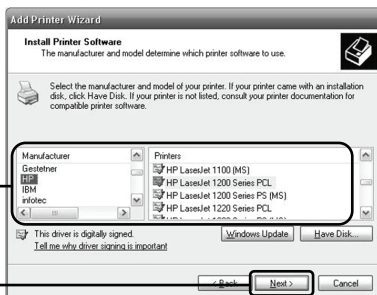 Add Printer Wizard
Install Printer Software
The manufacturer and model determine which printer software to use.
Select the manufacturer and model of your printer. If your printer came with an installation
disk, click Have Disk. If your printer is not listed, consult your printer documentation for
compatible printer software.
Manufacturer
Gestetner
HP
IBM
infotec
Printers
HP LaserJet 1100 (MS)
HP LaserJet 1200 Series PCL
HP LaserJet 1200 Series PS (MS)
HP LaserJet 1220 Series PCL
This driver is digitally signed.
Tell me why driver signing is important
Windows Update
Have Disk...
< Back
Next >
Cancel